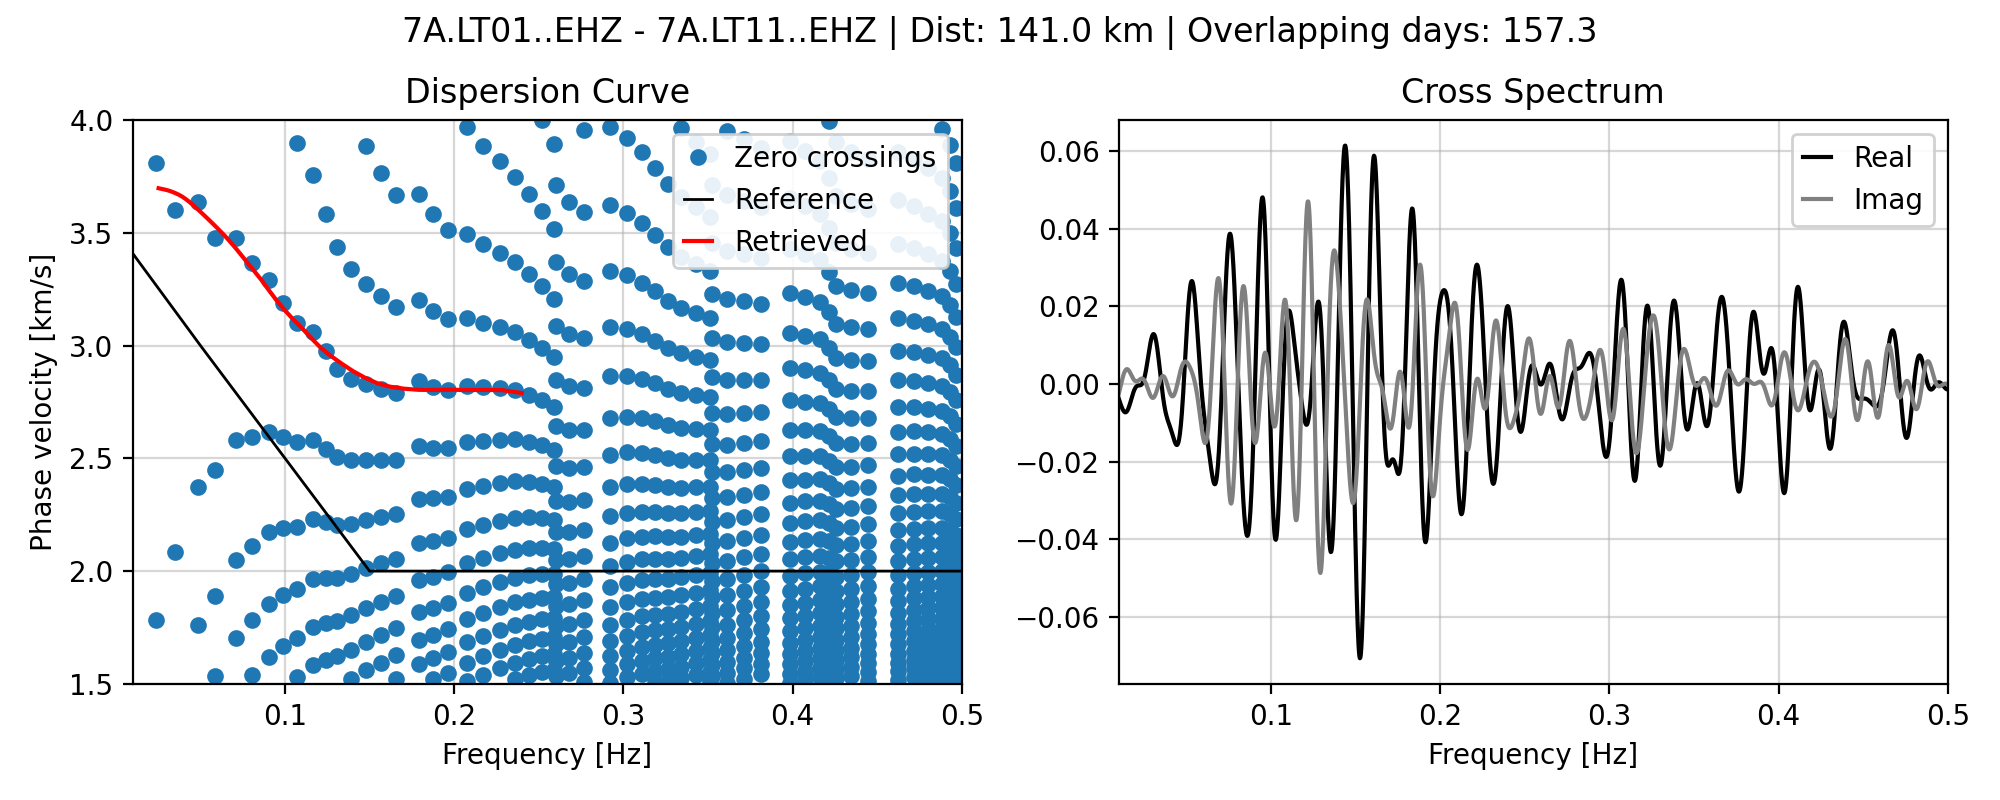 7A.LT01..EHZ - 7A.LT11..EHZ | Dist: 141.0 km | Overlapping days: 157.3
Dispersion Curve
4.0
3.5
3.0
2.5
2.0
1.5
Phase velocity [km/s]
0.1
0.2
0.3
0.4
0.5
Frequency [Hz]
Zero crossings
Reference
Retrieved
Cross Spectrum
0.06
0.04
0.02
0.00
−0.02
−0.04
−0.06
0.1
0.2
0.3
0.4
0.5
Frequency [Hz]
Real
Imag